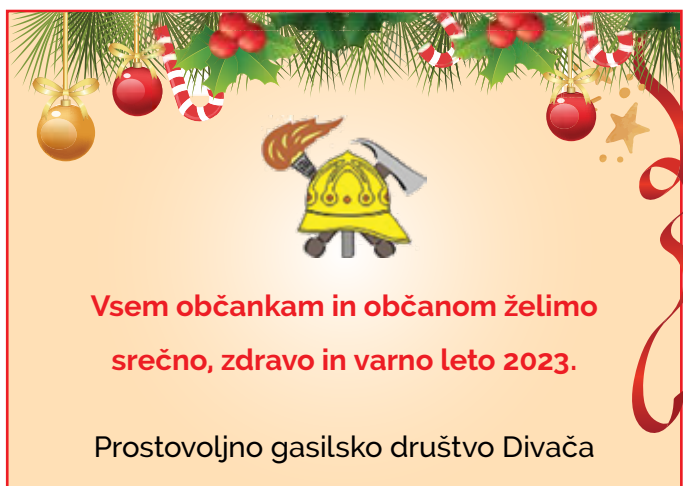 Vsem občankam in občanom želimo
srečno, zdravo in varno leto 2023.
Prostovoljno gasilsko društvo Divača